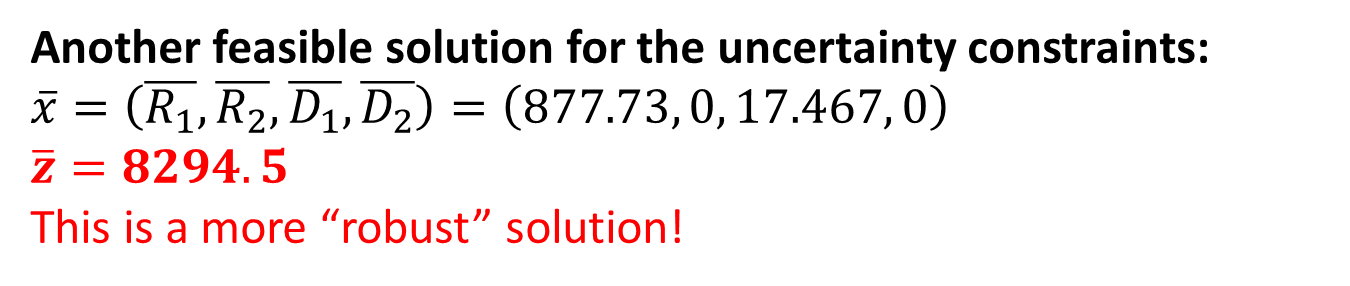 Another feasible solution for the uncertainty constraints:
x̄ = (R̅₁, R̅₂, D̅₁, D̅₂) = (877.73, 0, 17.467, 0)
z̄ = 8294.5
This is a more “robust” solution!